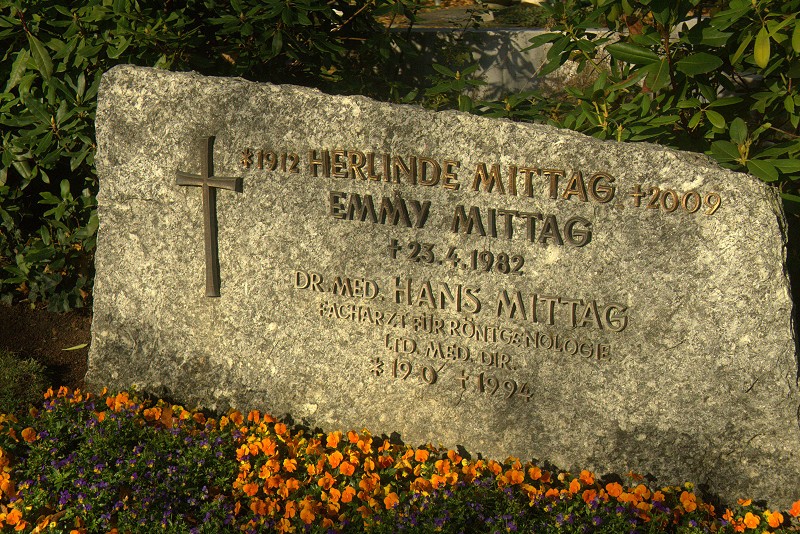 *1912 HERLINDE MITTAG +2009
EMMY MITTAG
+23.4.1982
DR. MED. HANS MITTAG
FACHARZT FÜR RÖNTGENOLOGIE
LTD. MED. DIR.
+1994